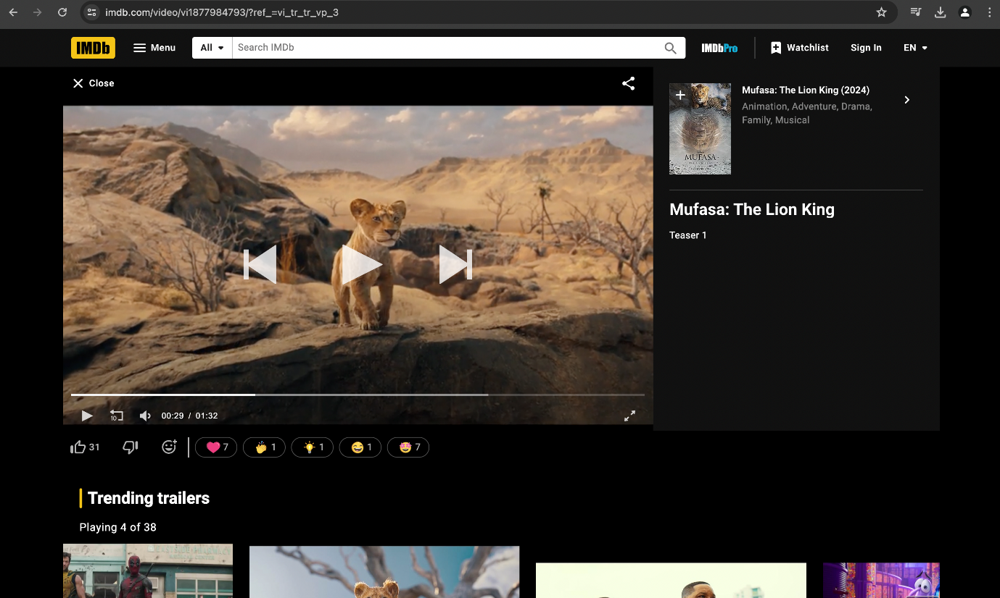 imdb.com/video/vi1877984793/?ref_=vi_tr_tr_vp_3
IMDb
Menu
All
Search IMDb
IMDbPro
Watchlist
Sign In
EN
Close
MUFASA
Mufasa: The Lion King (2024)
Animation, Adventure, Drama,
Family, Musical
Mufasa: The Lion King
Teaser 1
10
00:29 / 01:32
31
7
1
1
1
7
Trending trailers
Playing 4 of 38